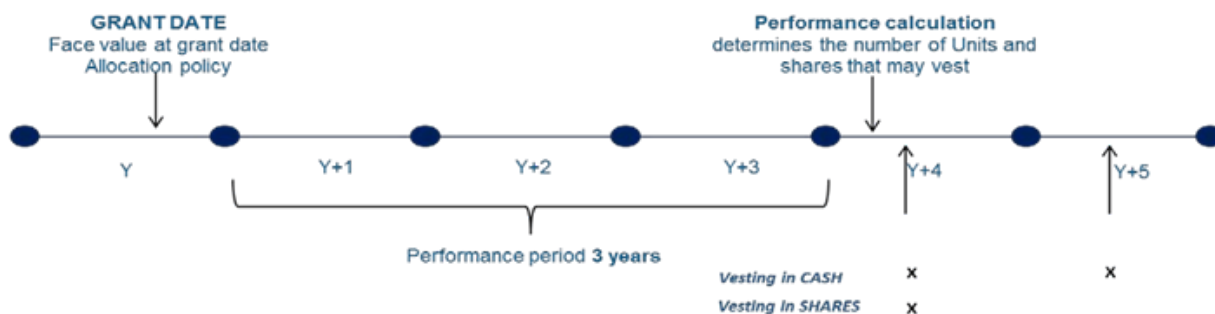 GRANT DATE
Face value at grant date
Allocation policy
Performance calculation
determines the number of Units and
shares that may vest
Y
Y+1
Y+2
Y+3
Y+4
Y+5
Performance period 3 years
Vesting in CASH x x
Vesting in SHARES x